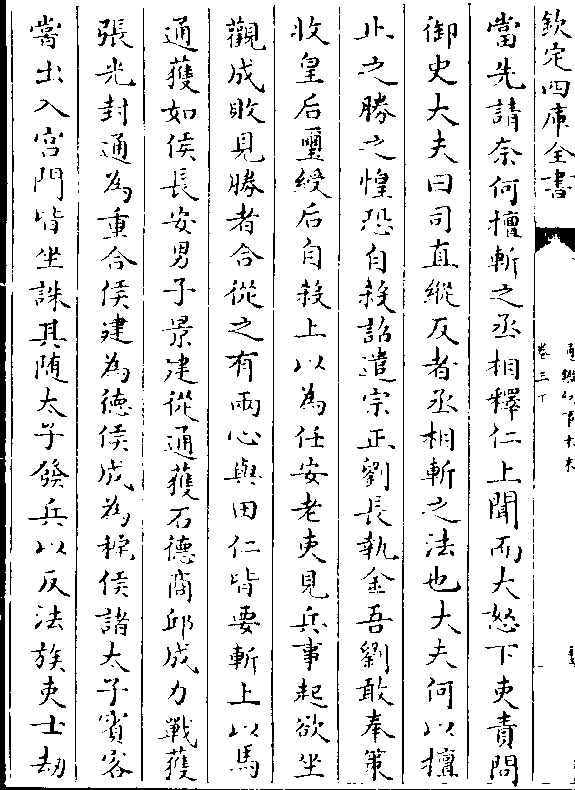 欽定四庫全書
當先請奈何擅斬之丞相釋仁上聞而大怒下吏責問
御史大夫曰司直縱反者丞相斬之法也大夫何以擅
止之勝之惶恐自殺詔遣宗正劉長執金吾劉敢奉策
收皇后璽綬后自殺上以為任安老吏見兵事起欲坐
觀成敗見勝者合從之有兩心與田仁皆要斬上以馬
通獲如侯長安男子景建從通獲石德商邱成力戰獲
張光封通為重合侯建為德侯成為秺侯諸太子賓客
嘗出入宮門皆坐誅其隨太子發兵以反法族吏士劫